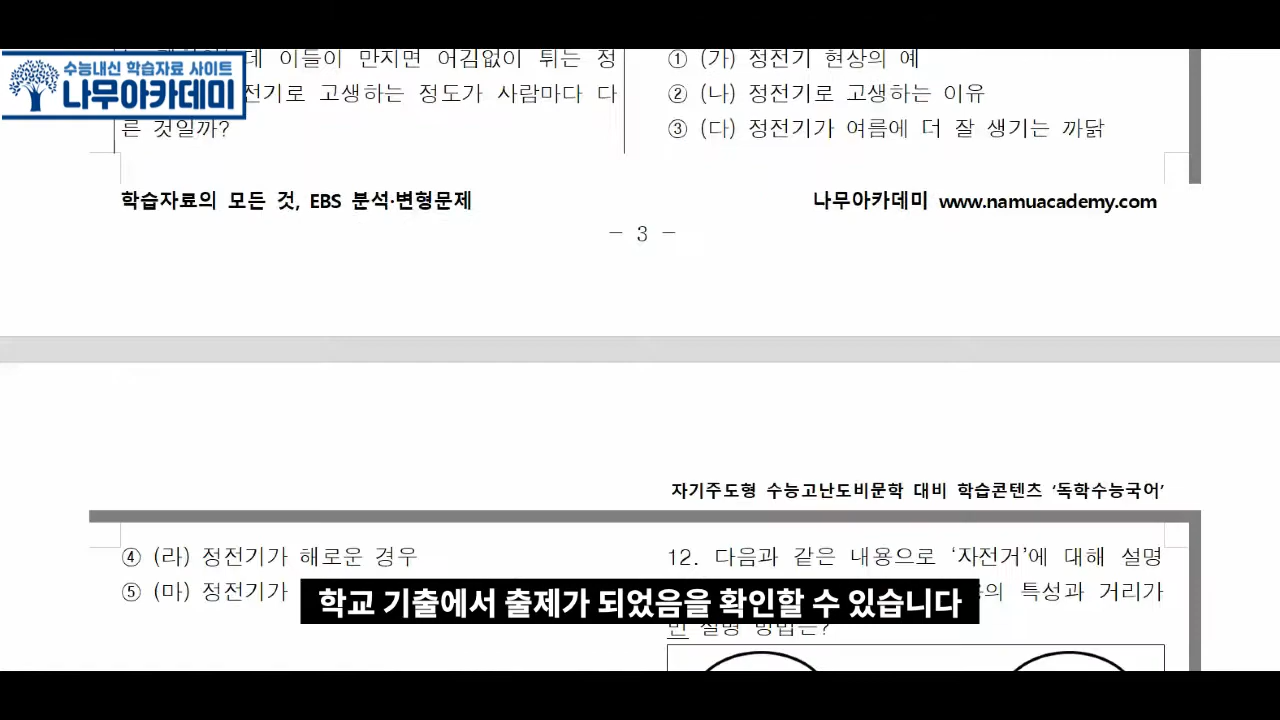 수능내신 학습자료 사이트
나무아카데미
데 이들이 만지면 어김없이 튀는 정
전기로 고생하는 정도가 사람마다 다
른 것일까?
① (가) 정전기 현상의 예
② (나) 정전기로 고생하는 이유
③ (다) 정전기가 여름에 더 잘 생기는 까닭
학습자료의 모든 것, EBS 분석·변형문제
나무아카데미 www.namuacademy.com
- 3 -
자기주도형 수능고난도비문학 대비 학습콘텐츠 ‘독학수능국어’
④ (라) 정전기가 해로운 경우
⑤ (마) 정전기가
12. 다음과 같은 내용으로 ‘자전거’에 대해 설명
의 특성과 거리가
먼 설명 방법은?
학교 기출에서 출제가 되었음을 확인할 수 있습니다